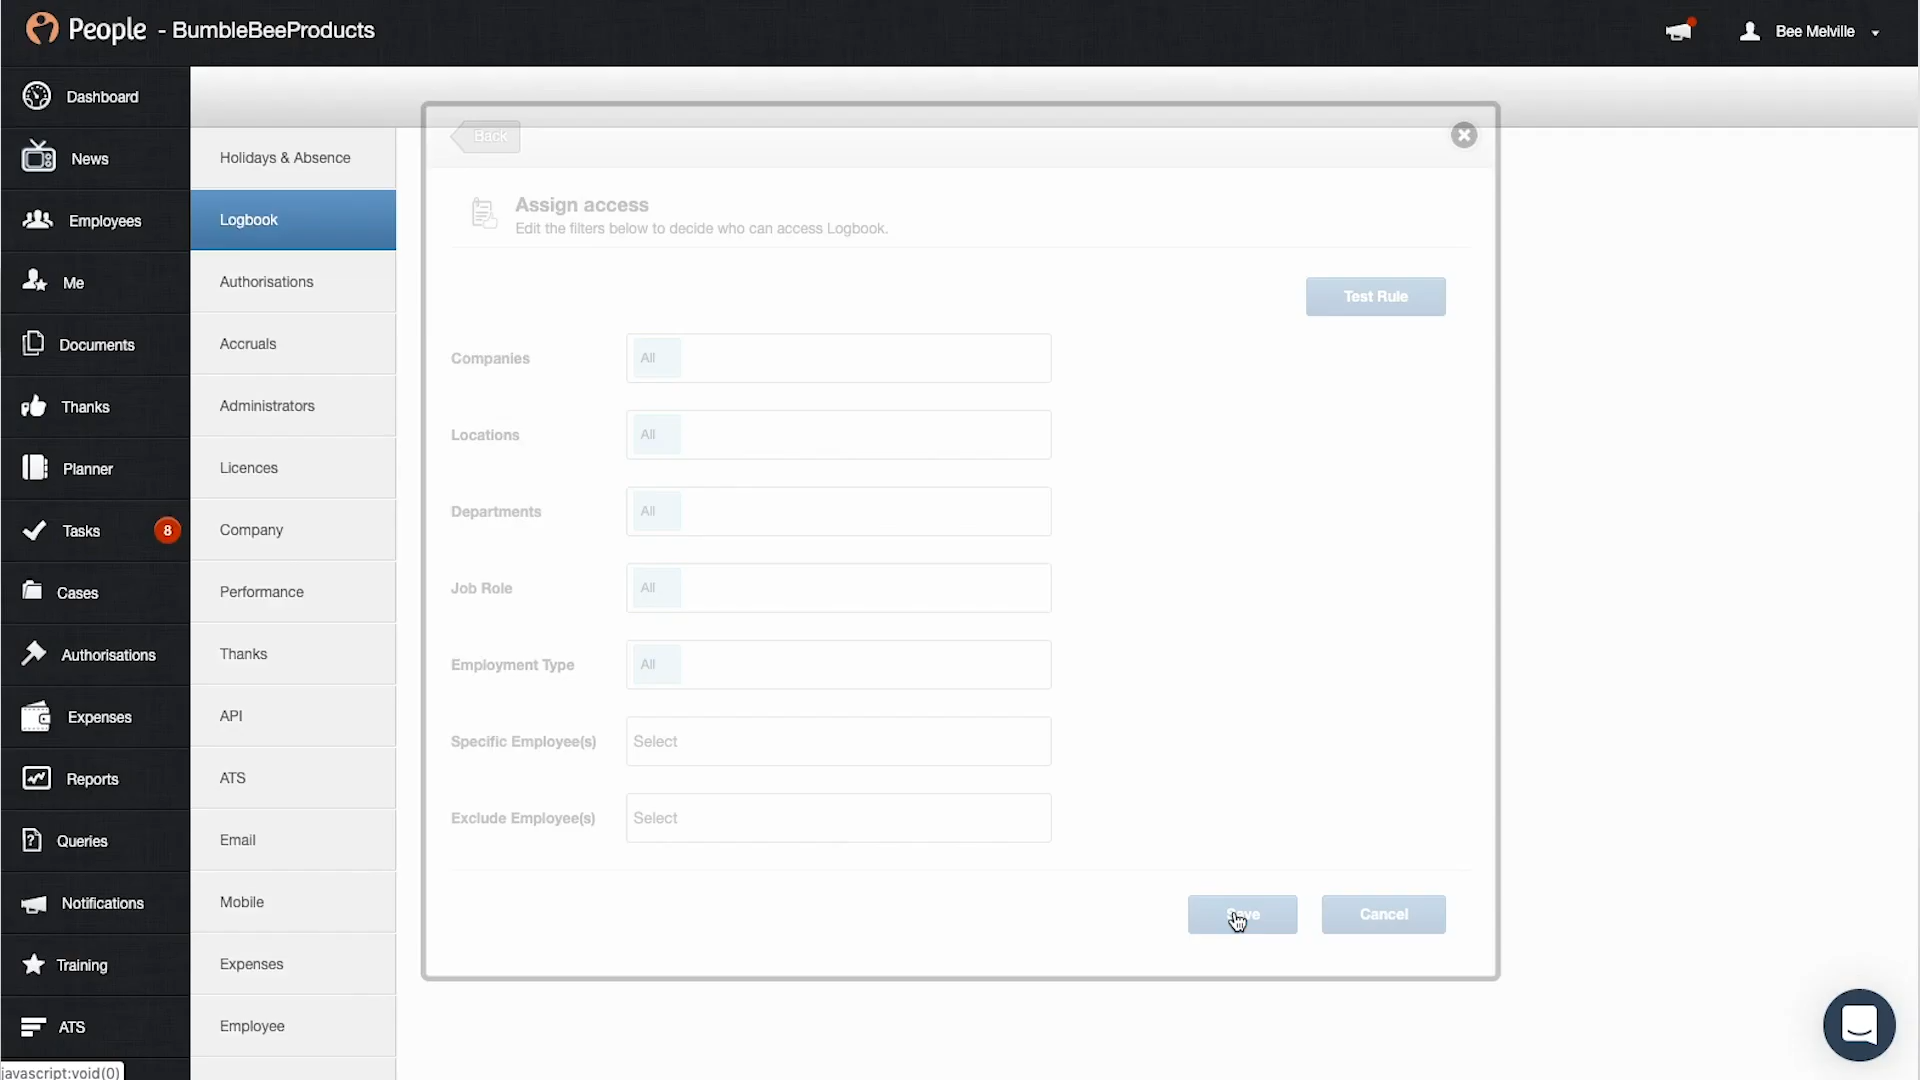 People - BumbleBeeProducts
Bee Melville
Dashboard
News
Employees
Me
Documents
Thanks
Planner
Tasks
8
Cases
Authorisations
Expenses
Reports
Queries
Notifications
Training
ATS
javascript:void(0)
Holidays & Absence
Logbook
Authorisations
Accruals
Administrators
Licences
Company
Performance
Thanks
API
ATS
Email
Mobile
Expenses
Employee
Back
Assign access
Edit the filters below to decide who can access Logbook.
Test Rule
Companies
All
Locations
All
Departments
All
Job Role
All
Employment Type
All
Specific Employee(s)
Select
Exclude Employee(s)
Select
Save
Cancel